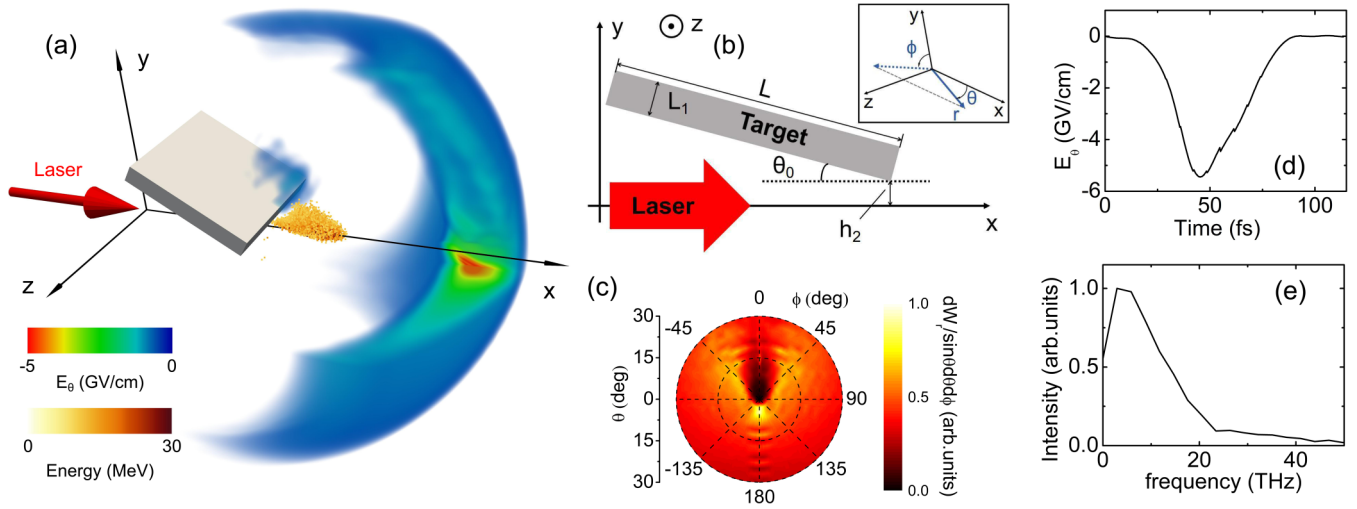 (a)
y
Laser
z
x
-5
0
E_θ (GV/cm)
0
30
Energy (MeV)
(b)
y
z
L
L₁
Target
θ₀
Laser
h₂
x
y
ϕ
z
θ
r
x
(c)
0
ϕ (deg)
30
-45
45
15
θ (deg)
0
90
15
-135
135
30
180
1.0
0.5
0.0
dW_r/sinθdθdϕ (arb.units)
(d)
0
-2
-4
-6
E_θ (GV/cm)
0
50
100
Time (fs)
(e)
1.0
0.5
0.0
Intensity (arb.units)
0
20
40
frequency (THz)